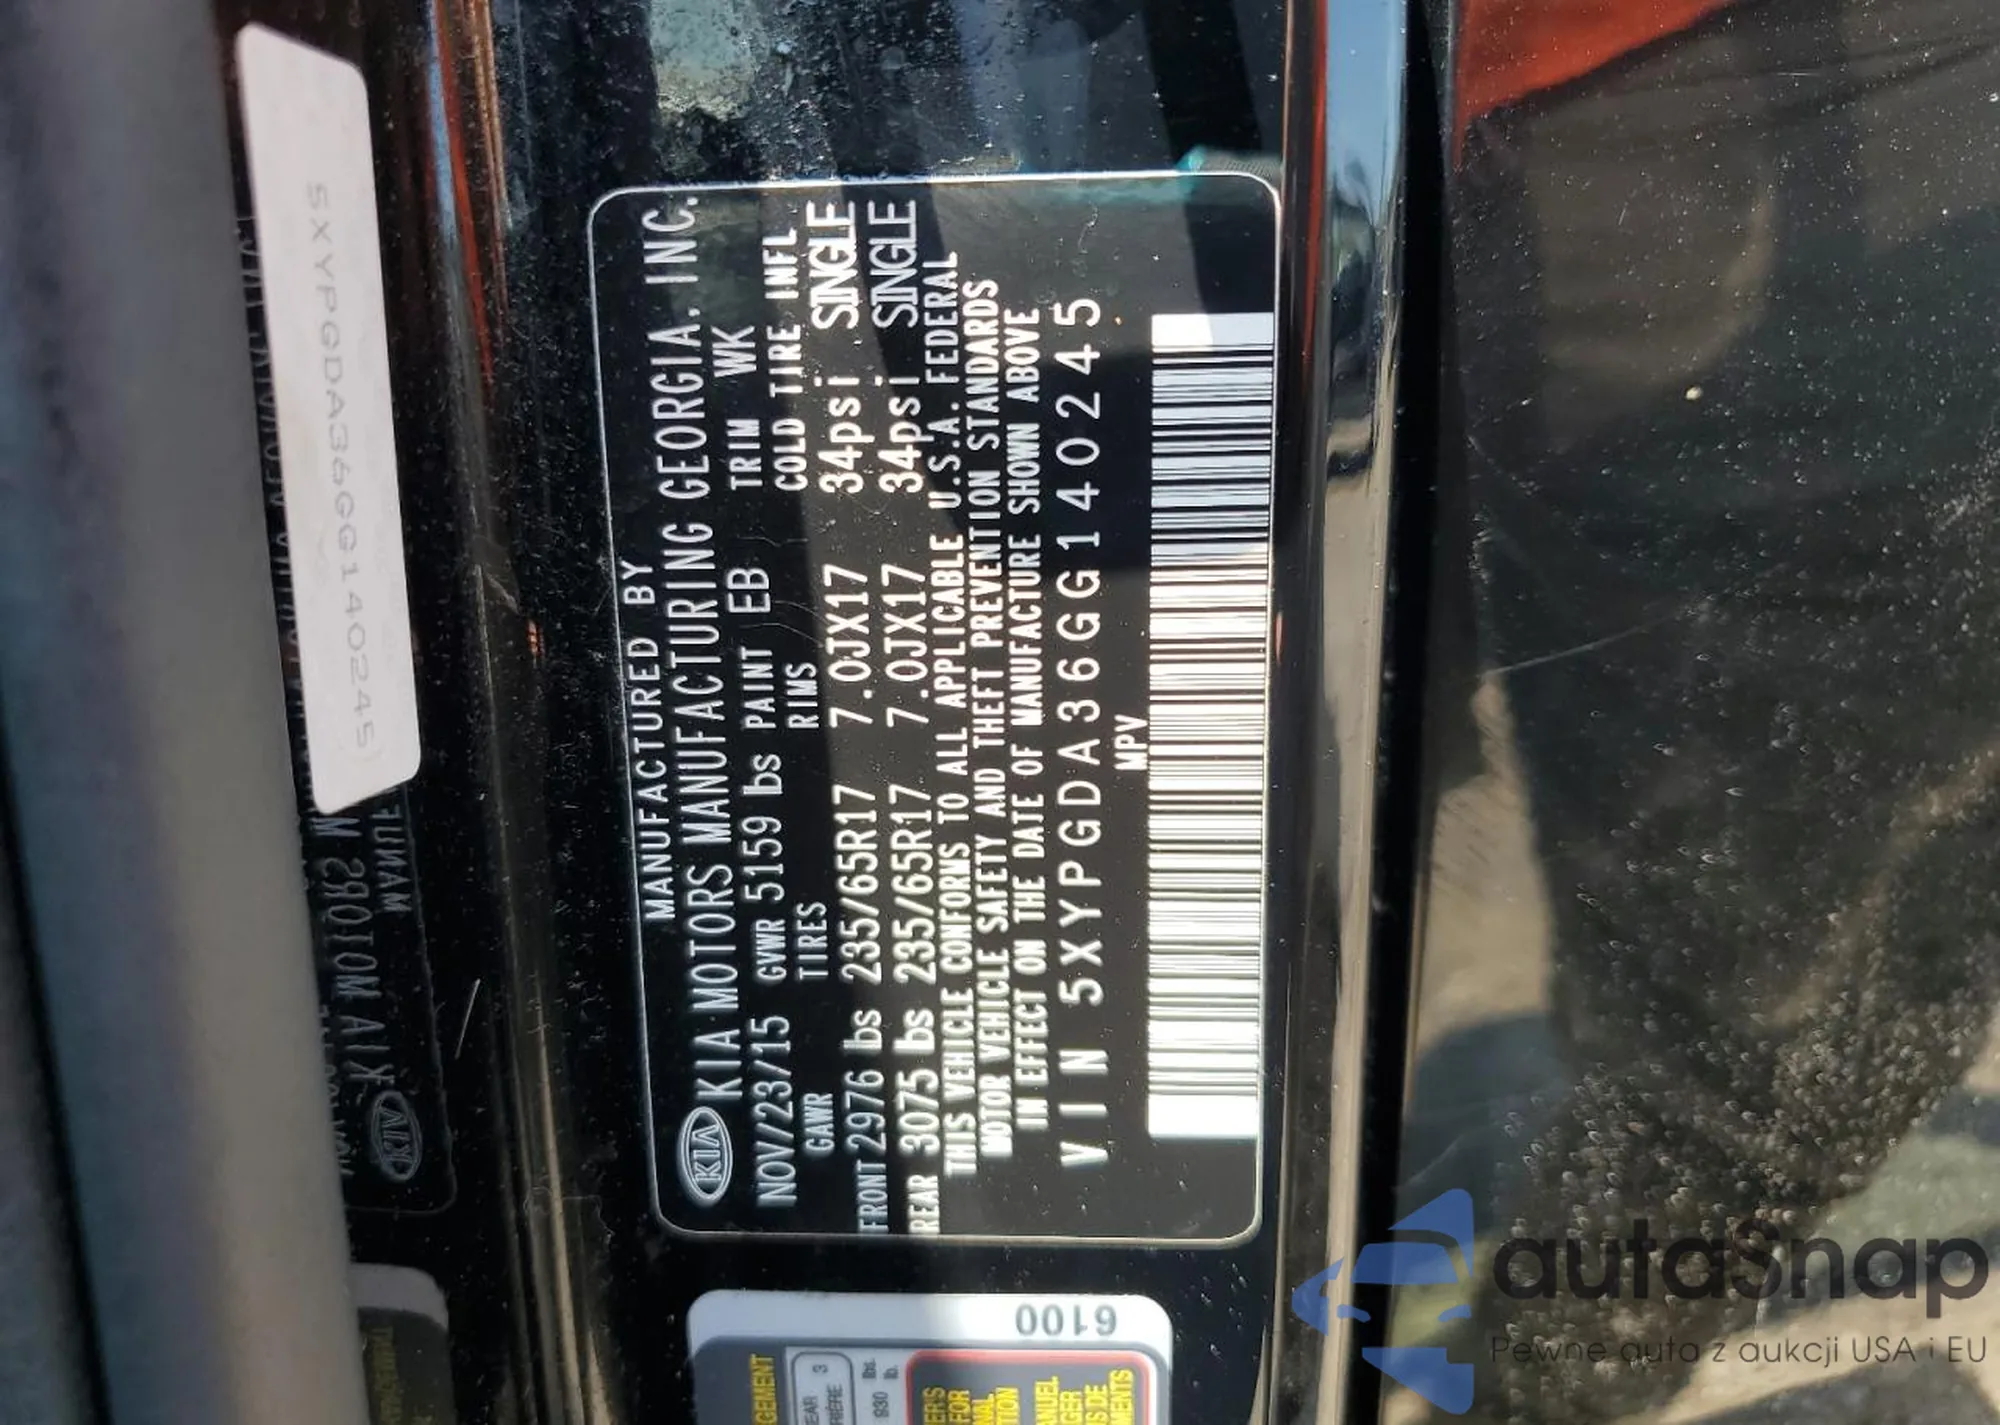 5XYPGDA36GG140245
MANUFACTURED BY
KIA KIA MOTORS MANUFACTURING GEORGIA, INC.
NOV/23/15 GVWR 5159 lbs PAINT EB TRIM WK
GAWR TIRES RIMS COLD TIRE INFL.
FRONT 2976 lbs 235/65R17 7.0JX17 34psi SINGLE
REAR 3075 lbs 235/65R17 7.0JX17 34psi SINGLE
THIS VEHICLE CONFORMS TO ALL APPLICABLE U.S.A. FEDERAL
MOTOR VEHICLE SAFETY AND THEFT PREVENTION STANDARDS
IN EFFECT ON THE DATE OF MANUFACTURE SHOWN ABOVE
VIN 5XYPGDA36GG140245
MPV
6100
autaSnap
Pewne auta z aukcji USA i EU